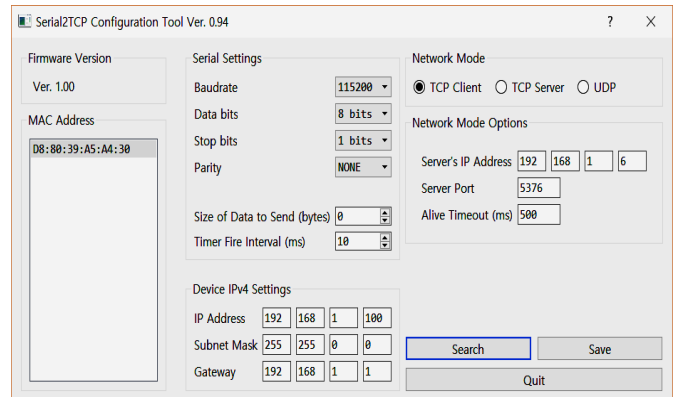 Serial2TCP Configuration Tool Ver. 0.94
Firmware Version
Ver. 1.00
MAC Address
D8:80:39:A5:A4:30
Serial Settings
Baudrate 115200
Data bits 8 bits
Stop bits 1 bits
Parity NONE
Size of Data to Send (bytes) 0
Timer Fire Interval (ms) 10
Device IPv4 Settings
IP Address 192 168 1 100
Subnet Mask 255 255 0 0
Gateway 192 168 1 1
Network Mode
TCP Client TCP Server UDP
Network Mode Options
Server's IP Address 192 168 1 6
Server Port 5376
Alive Timeout (ms) 500
Search Save
Quit